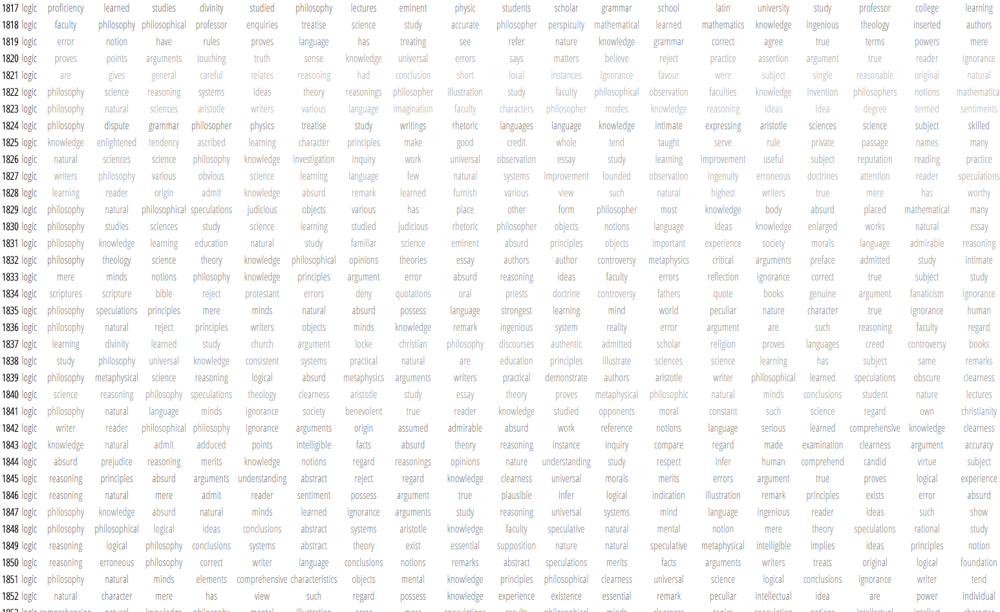 1817 logic proficiency learned studies divinity studied philosophy lectures eminent physic students scholar grammar school latin university study professor college learning
1818 logic faculty philosophy philosophical professor enquiries treatise science study accurate philosopher perspicuity mathematical learned mathematics knowledge ingenious theology inserted authors
1819 logic error notion have rules proves language has treating see refer nature knowledge grammar correct agree true terms powers mere
1820 logic proves points arguments touching truth sense knowledge universal errors says matters believe reject practice assertion argument true reader ignorance
1821 logic are gives general careful relates reasoning had conclusion short local instances ignorance favour were subject single reasonable original natural
1822 logic philosophy science reasoning systems ideas theory reasonings philosopher illustration study faculty philosophical observation faculties knowledge invention philosophers notions mathematica
1823 logic philosophy natural sciences aristotle writers various language imagination faculty characters philosopher modes knowledge reasoning ideas idea degree termed sentiments
1824 logic philosophy dispute grammar philosopher physics treatise study writings rhetoric languages language knowledge intimate expressing aristotle sciences science subject skilled
1825 logic knowledge enlightened tendency ascribed learning character principles make good credit whole tend taught serve rule private passage names many
1826 logic natural sciences science philosophy knowledge investigation inquiry work universal observation essay study learning improvement useful subject reputation reading practice
1827 logic writers philosophy various obvious science learning language few natural systems improvement founded observation ingenuity erroneous doctrines attention reader speculations
1828 logic learning reader origin admit knowledge absurd remark learned furnish various view such natural highest writers true mere has worthy
1829 logic philosophy natural philosophical speculations judicious objects various has place other form philosopher most knowledge body absurd placed mathematical many
1830 logic philosophy studies sciences study science learning studied judicious rhetoric philosopher objects notions language ideas knowledge enlarged works natural essay
1831 logic philosophy knowledge learning education natural study familiar science eminent absurd principles objects important experience society morals language admirable reasoning
1832 logic philosophy theology science theory knowledge philosophical opinions theories essay authors author controversy metaphysics critical arguments preface admitted study intimate
1833 logic mere minds notions philosophy knowledge principles argument error absurd reasoning ideas faculty errors reflection ignorance correct true subject study
1834 logic scriptures scripture bible reject protestant errors deny quotations oral priests doctrine controversy fathers quote books genuine argument fanaticism ignorance
1835 logic philosophy speculations principles mere minds natural absurd possess language strongest learning mind world peculiar nature character true ignorance human
1836 logic philosophy natural reject principles writers objects minds knowledge remark ingenious system reality error argument are such reasoning faculty regard
1837 logic learning divinity learned study church argument locke christian philosophy discourses authentic admitted scholar religion proves languages creed controversy books
1838 logic study philosophy universal knowledge consistent systems practical natural are education principles illustrate sciences science learning has subject same remarks
1839 logic philosophy metaphysical science reasoning logical absurd metaphysics arguments writers practical demonstrate authors aristotle writer philosophical learned speculations obscure clearness
1840 logic science reasoning philosophy speculations theology clearness aristotle study essay theory proves metaphysical philosophic natural minds conclusions student nature lectures
1841 logic philosophy natural language minds ignorance society benevolent true reader knowledge studied opponents moral constant such science regard own christianity
1842 logic writer reader philosophical philosophy ignorance arguments origin assumed admirable absurd work reference notions language serious learned comprehensive knowledge clearness
1843 logic knowledge natural admit adduced points intelligible facts absurd theory reasoning instance inquiry compare regard made examination clearness argument accuracy
1844 logic absurd prejudice reasoning merits knowledge notions regard reasonings opinions nature understanding study respect infer human comprehend candid virtue subject
1845 logic reasoning principles absurd arguments understanding abstract reject regard knowledge clearness universal morals merits errors argument true proves logical experience
1846 logic reasoning natural mere admit reader sentiment possess argument true plausible infer logical indication illustration remark principles exists error absurd
1847 logic philosophy knowledge absurd natural minds learned ignorance arguments study reasoning universal systems mind language ingenious reader ideas such show
1848 logic philosophy philosophical logical ideas conclusions abstract systems aristotle knowledge faculty speculative natural mental notion mere theory speculations rational study
1849 logic reasoning logical philosophy conclusions systems abstract theory exist essential supposition nature natural speculative metaphysical intelligible implies ideas principles notion
1850 logic reasoning erroneous philosophy correct writer language conclusions notions remarks abstract speculations merits facts arguments writers treats original logical foundation
1851 logic philosophy natural minds elements comprehensive characteristics objects mental knowledge principles philosophical clearness universal science logical conclusions ignorance writer tend
1852 logic natural character mere has view such regard possess knowledge experience existence essential remark peculiar intellectual idea are power individual
1853 logic comprehension natural knowledge philosophy mental illustration error mere speculations results philosophical minds clearness topics speculation notions intellectual intellect character